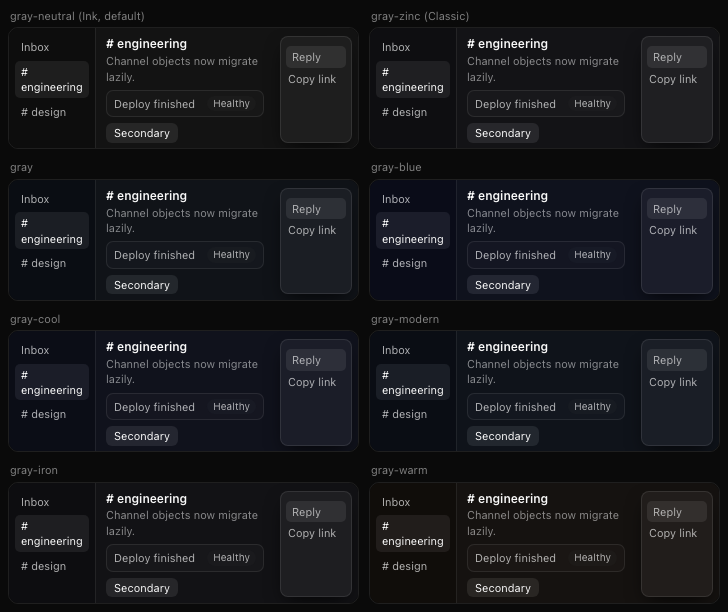 gray-neutral (Ink, default)
Inbox
#
engineering
# design
# engineering
Channel objects now migrate
lazily.
Deploy finished Healthy
Secondary
Reply
Copy link
gray-zinc (Classic)
Inbox
#
engineering
# design
# engineering
Channel objects now migrate
lazily.
Deploy finished Healthy
Secondary
Reply
Copy link
gray
Inbox
#
engineering
# design
# engineering
Channel objects now migrate
lazily.
Deploy finished Healthy
Secondary
Reply
Copy link
gray-blue
Inbox
#
engineering
# design
# engineering
Channel objects now migrate
lazily.
Deploy finished Healthy
Secondary
Reply
Copy link
gray-cool
Inbox
#
engineering
# design
# engineering
Channel objects now migrate
lazily.
Deploy finished Healthy
Secondary
Reply
Copy link
gray-modern
Inbox
#
engineering
# design
# engineering
Channel objects now migrate
lazily.
Deploy finished Healthy
Secondary
Reply
Copy link
gray-iron
Inbox
#
engineering
# design
# engineering
Channel objects now migrate
lazily.
Deploy finished Healthy
Secondary
Reply
Copy link
gray-warm
Inbox
#
engineering
# design
# engineering
Channel objects now migrate
lazily.
Deploy finished Healthy
Secondary
Reply
Copy link